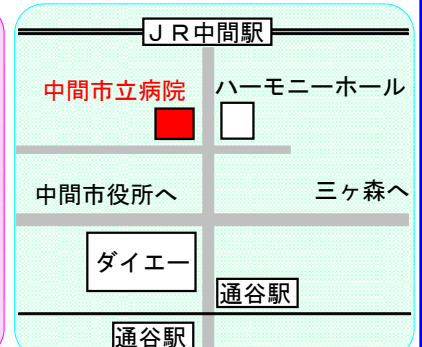 ＪＲ中間駅
中間市立病院
ハーモニーホール
中間市役所へ
三ヶ森へ
ダイエー
通谷駅
通谷駅